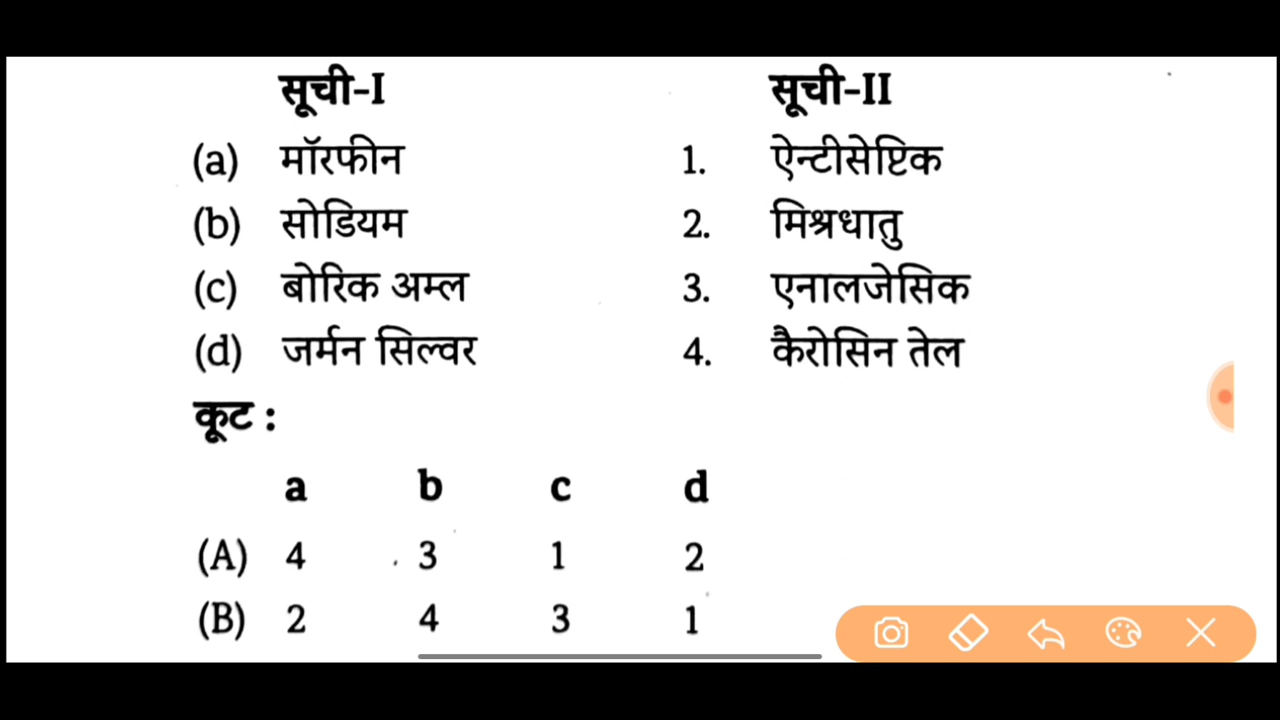 सूची-I सूची-II
(a) मॉरफीन 1. ऐन्टीसेप्टिक
(b) सोडियम 2. मिश्रधातु
(c) बोरिक अम्ल 3. एनालजेसिक
(d) जर्मन सिल्वर 4. कैरोसिन तेल
कूट :
a b c d
(A) 4 3 1 2
(B) 2 4 3 1